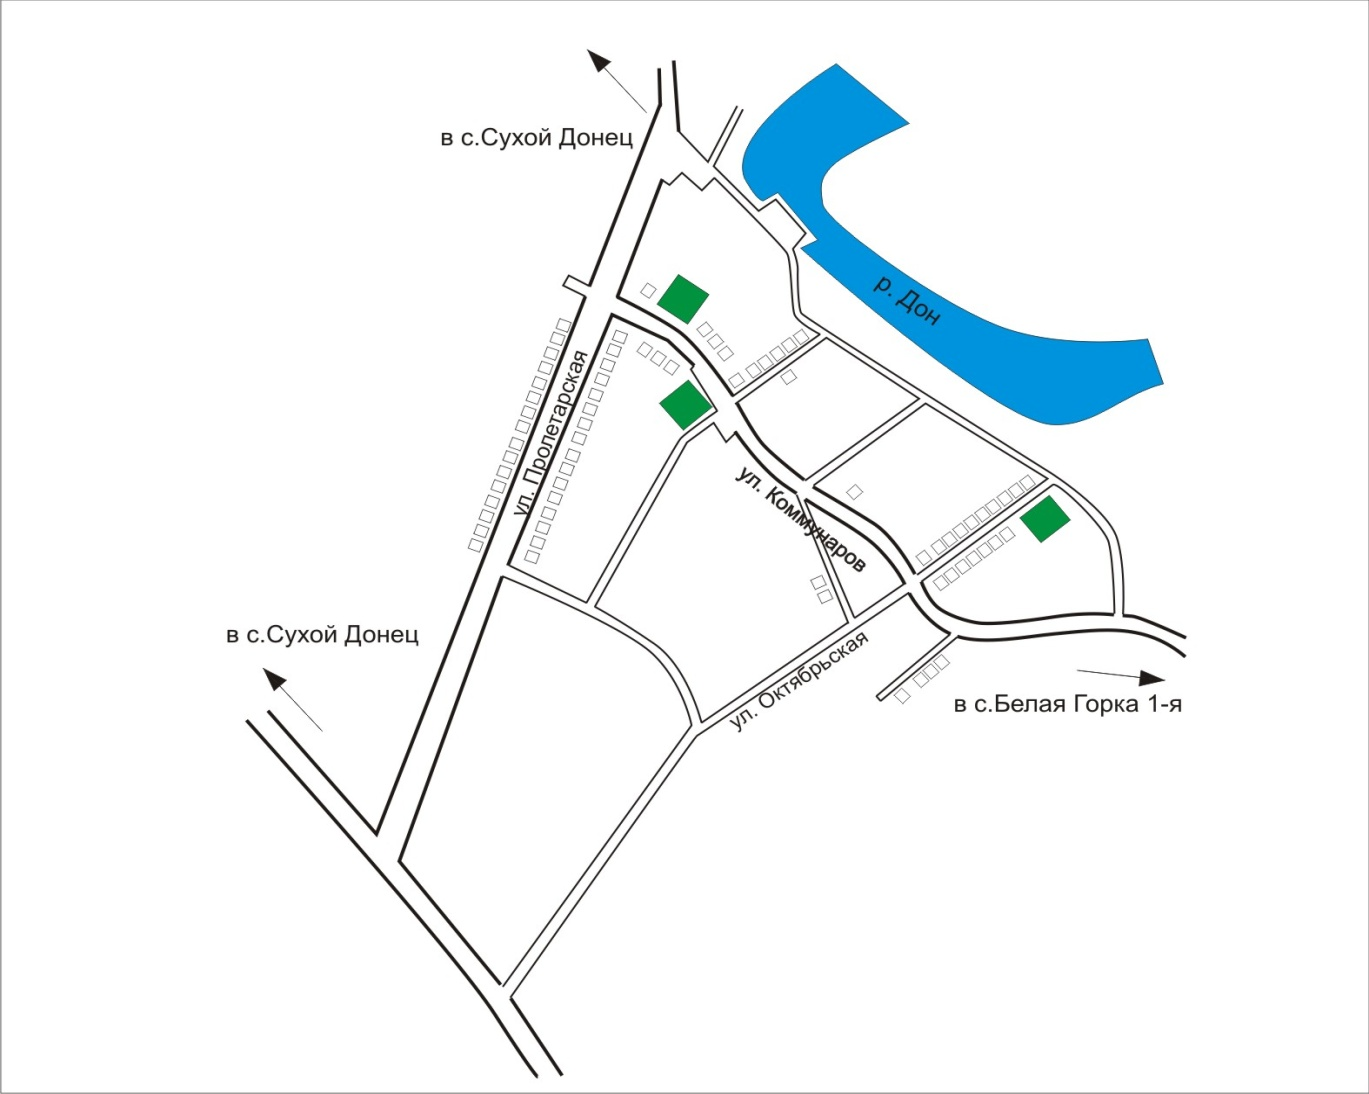 в с.Сухой Донец
р. Дон
ул. Пролетарская
ул. Коммунаров
в с.Сухой Донец
ул. Октябрьская
в с.Белая Горка 1-я